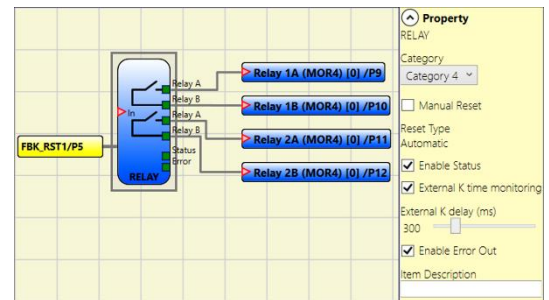 FBK_RST1/P5
In
Relay A
Relay B
Relay A
Relay B
Status
Error
RELAY
Relay 1A (MOR4) [0] /P9
Relay 1B (MOR4) [0] /P10
Relay 2A (MOR4) [0] /P11
Relay 2B (MOR4) [0] /P12
Property
RELAY
Category
Category 4
Manual Reset
Reset Type
Automatic
Enable Status
External K time monitoring
External K delay (ms)
300
Enable Error Out
Item Description